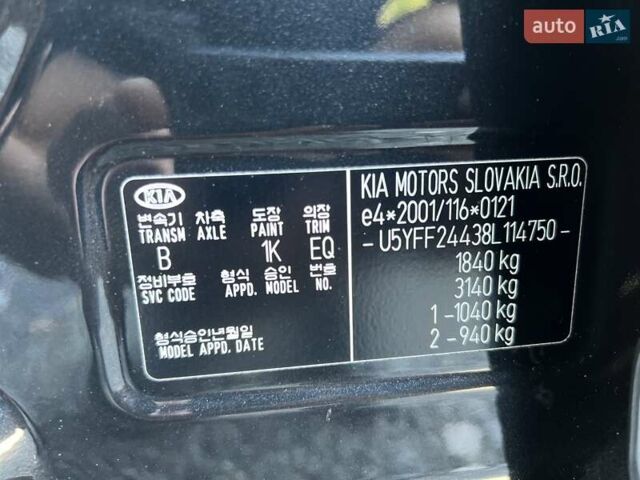 auto RIA.com
KIA
변속기 차축 도장 의장
TRANSM AXLE PAINT TRIM
B 1K EQ
정비부호 형식 승인 번호
SVC CODE APPD. MODEL NO.
형식승인년월일
MODEL APPD. DATE
KIA MOTORS SLOVAKIA S.R.O.
e4*2001/116*0121
-U5YFF24438L114750-
1840 kg
3140 kg
1 -1040 kg
2 -940 kg